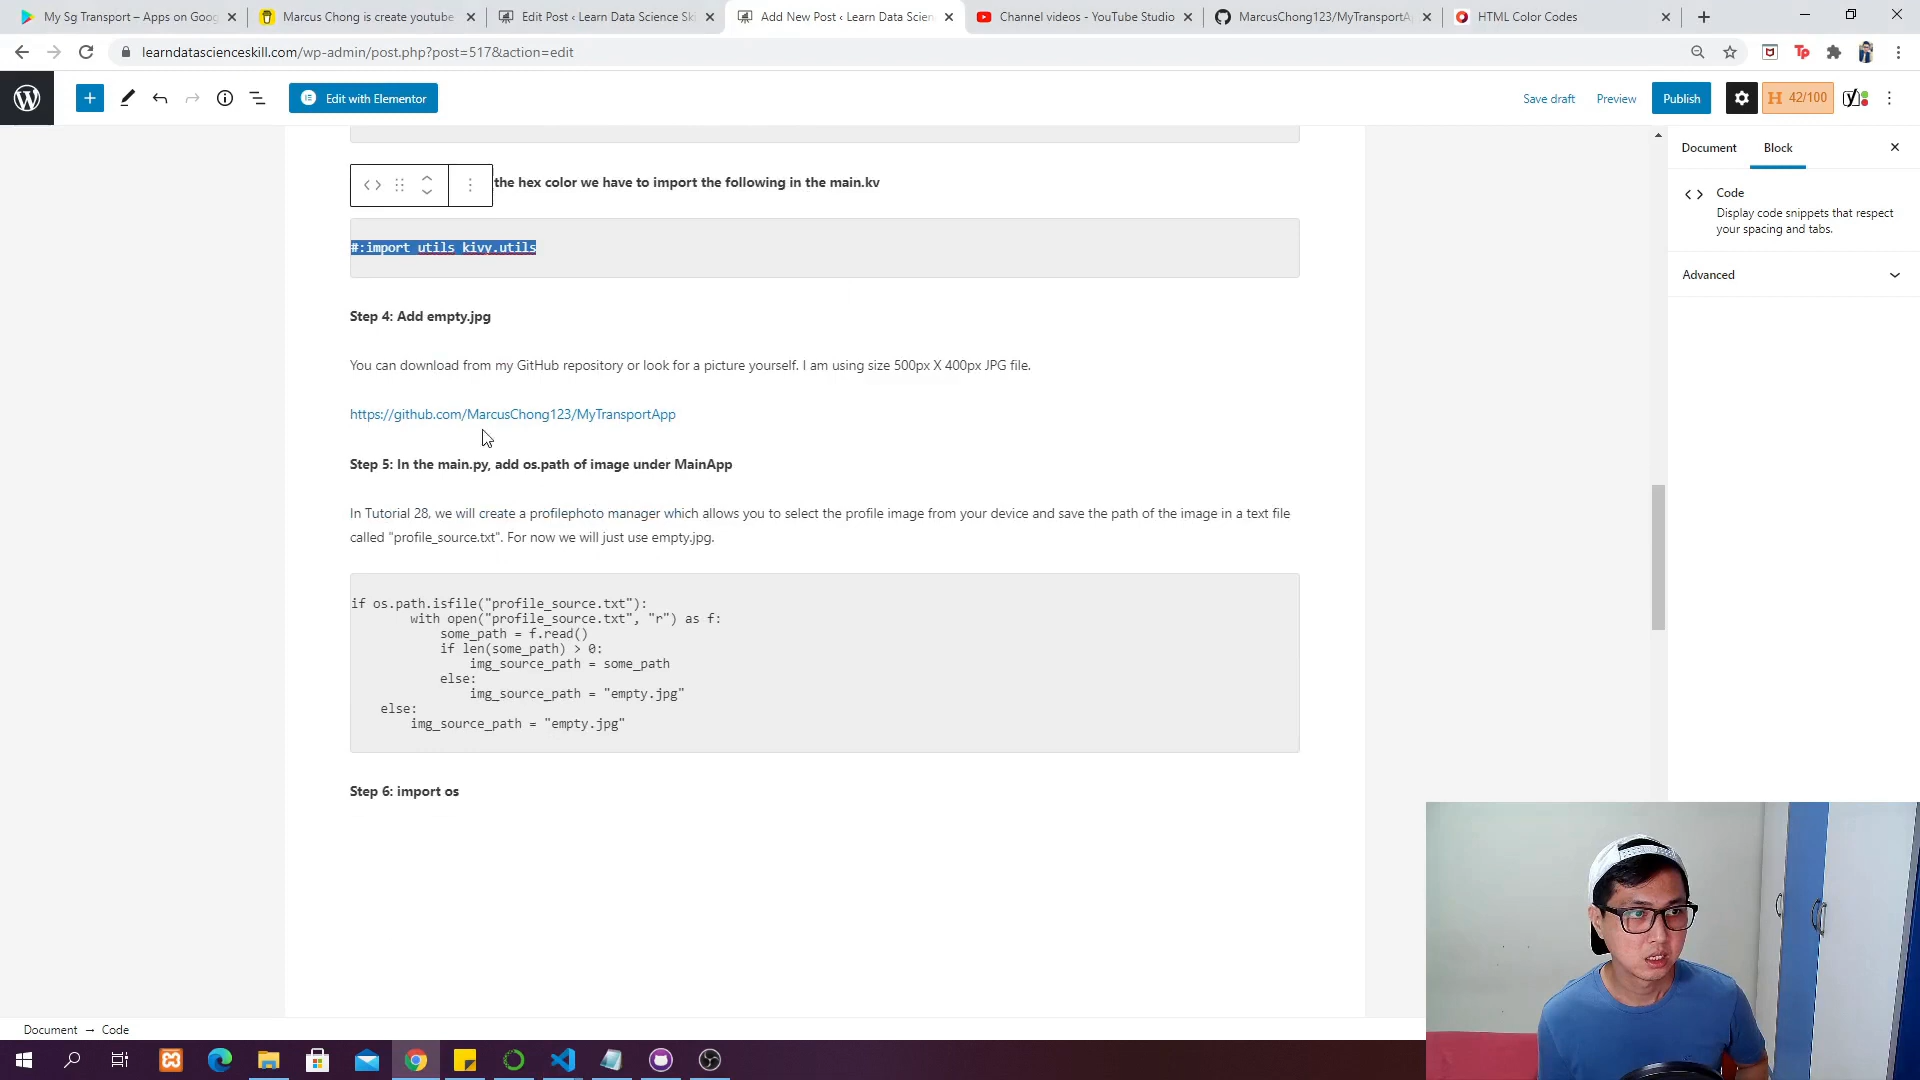 My Sg Transport – Apps on Goog
Marcus Chong is create youtube
Edit Post ‹ Learn Data Science Ski
Add New Post ‹ Learn Data Scien
Channel videos - YouTube Studio
MarcusChong123/MyTransportA
HTML Color Codes
learndatascienceskill.com/wp-admin/post.php?post=517&action=edit
Edit with Elementor
Save draft
Preview
Publish
42/100
Document
Block
Code
Display code snippets that respect
your spacing and tabs.
Advanced
the hex color we have to import the following in the main.kv
#:import utils kivy.utils
Step 4: Add empty.jpg
You can download from my GitHub repository or look for a picture yourself. I am using size 500px X 400px JPG file.
https://github.com/MarcusChong123/MyTransportApp
Step 5: In the main.py, add os.path of image under MainApp
In Tutorial 28, we will create a profilephoto manager which allows you to select the profile image from your device and save the path of the image in a text file
called "profile_source.txt". For now we will just use empty.jpg.
if os.path.isfile("profile_source.txt"):
with open("profile_source.txt", "r") as f:
some_path = f.read()
if len(some_path) > 0:
img_source_path = some_path
else:
img_source_path = "empty.jpg"
else:
img_source_path = "empty.jpg"
Step 6: import os
Document → Code